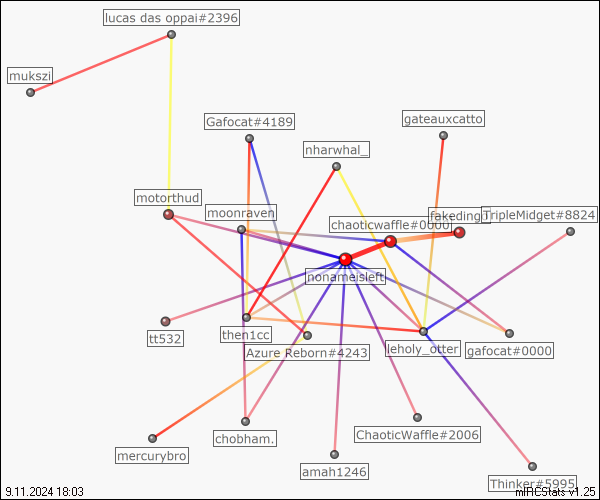 lucas das oppai#2396
mukszi
Gafocat#4189
gateauxcatto
nharwhal_
motorthud
moonraven
chaoticwaffle#0000
TripleMidget#8824
nonameisleft
tt532
then1cc
Azure Reborn#4243
leholy_otter
gafocat#0000
mercurybro
chobham.
ChaoticWaffle#2006
amah1246
Thinker#5995
9.11.2024 18:03
mIRCStats v1.25